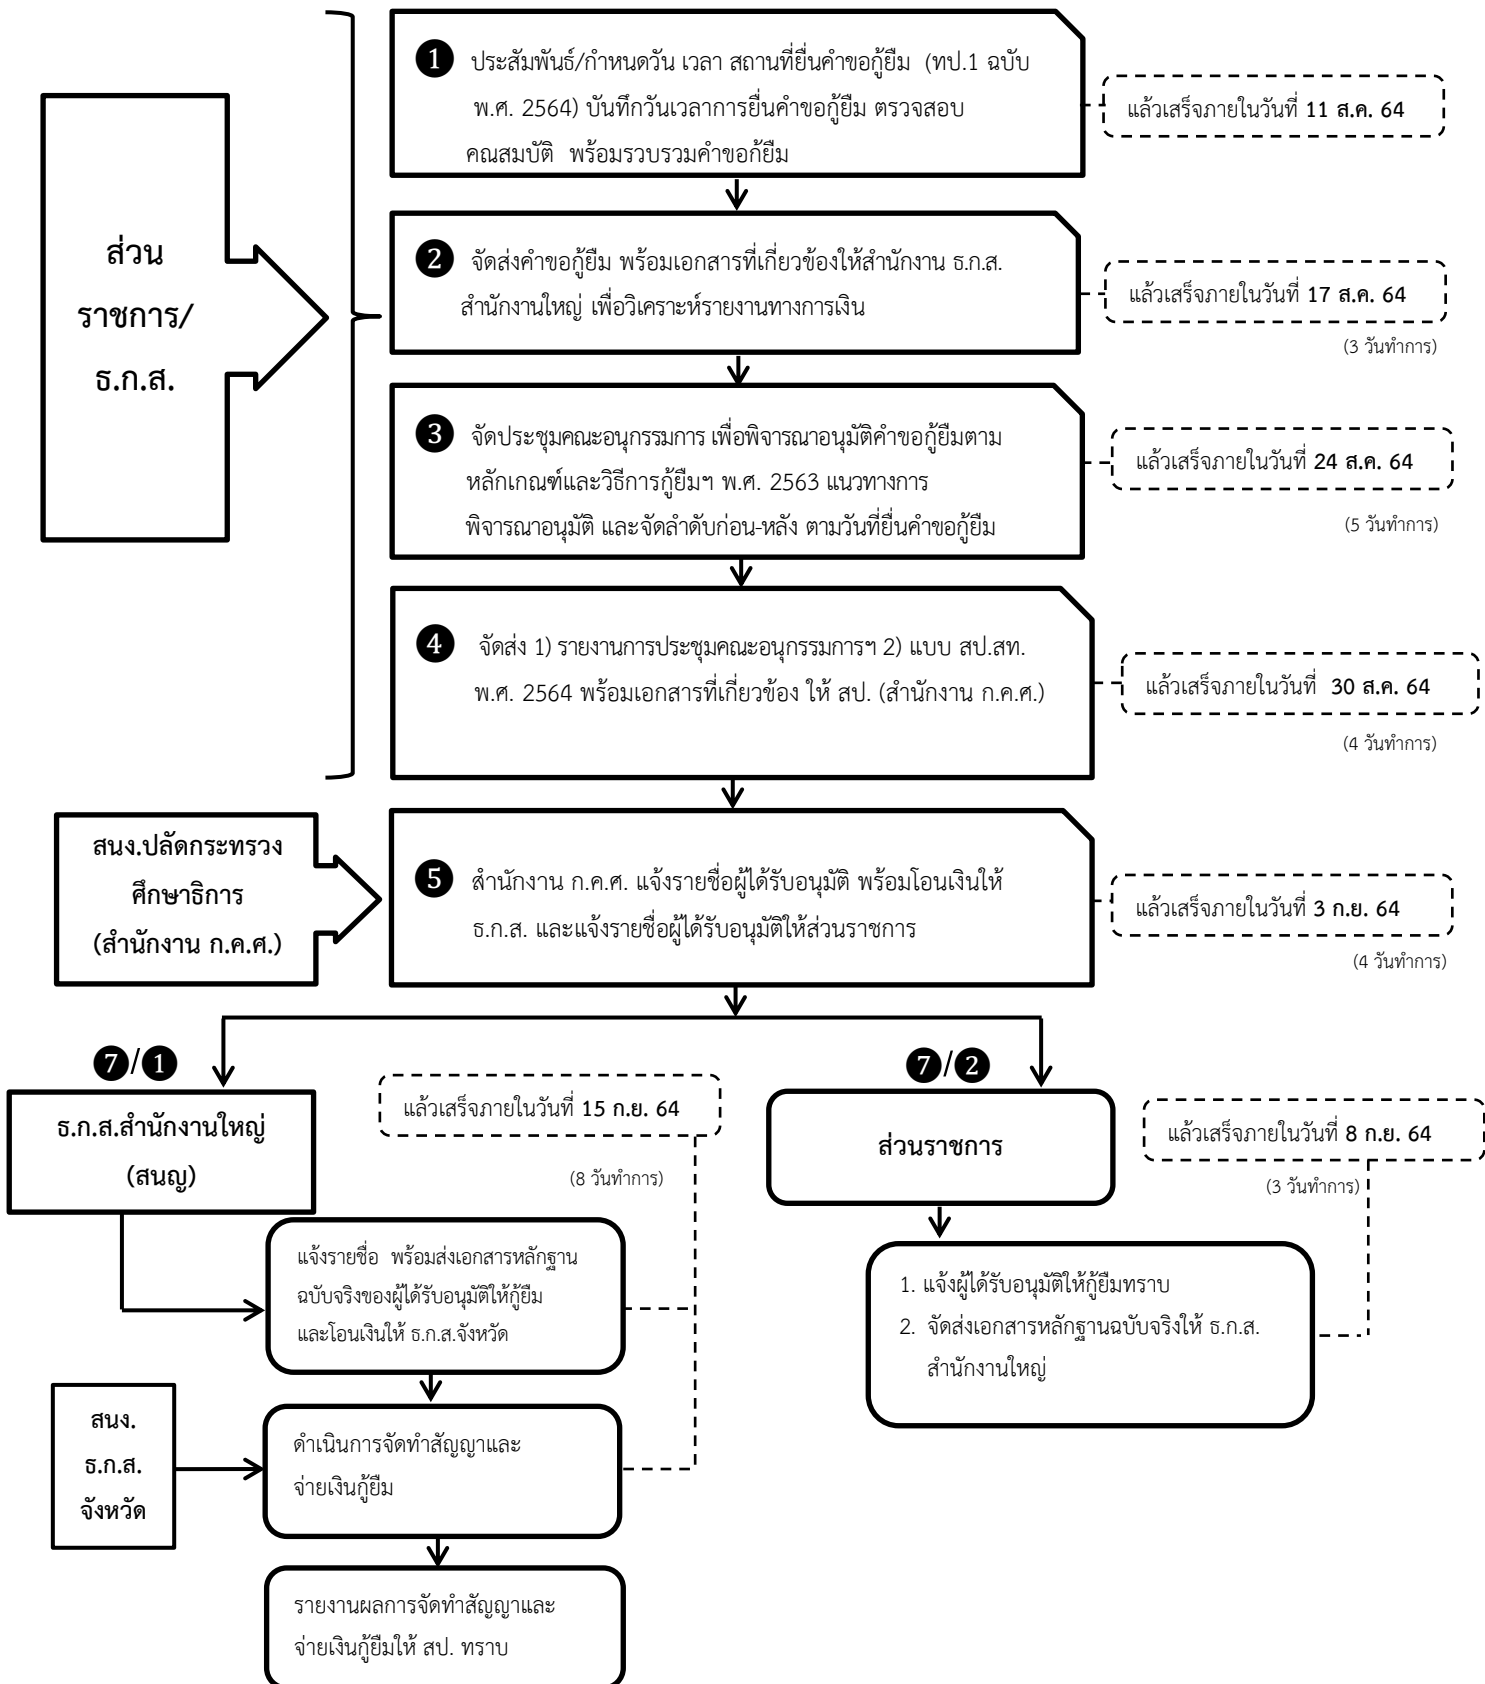 ❶ ประสัมพันธ์/กำหนดวัน เวลา สถานที่ยื่นคำขอกู้ยืม (ทป.1 ฉบับ
พ.ศ. 2564) บันทึกวันเวลาการยื่นคำขอกู้ยืม ตรวจสอบ
คณสมบัติ พร้อมรวบรวมคำขอก้ยืม
แล้วเสร็จภายในวันที่ 11 ส.ค. 64
ส่วน
ราชการ/
ธ.ก.ส.
❷ จัดส่งคำขอกู้ยืม พร้อมเอกสารที่เกี่ยวข้องให้สำนักงาน ธ.ก.ส.
สำนักงานใหญ่ เพื่อวิเคราะห์รายงานทางการเงิน
แล้วเสร็จภายในวันที่ 17 ส.ค. 64
(3 วันทำการ)
❸ จัดประชุมคณะอนุกรรมการ เพื่อพิจารณาอนุมัติคำขอกู้ยืมตาม
หลักเกณฑ์และวิธีการกู้ยืมฯ พ.ศ. 2563 แนวทางการ
พิจารณาอนุมัติ และจัดลำดับก่อน-หลัง ตามวันที่ยื่นคำขอกู้ยืม
แล้วเสร็จภายในวันที่ 24 ส.ค. 64
(5 วันทำการ)
❹ จัดส่ง 1) รายงานการประชุมคณะอนุกรรมการฯ 2) แบบ สป.สท.
พ.ศ. 2564 พร้อมเอกสารที่เกี่ยวข้อง ให้ สป. (สำนักงาน ก.ค.ศ.)
แล้วเสร็จภายในวันที่ 30 ส.ค. 64
(4 วันทำการ)
สนง.ปลัดกระทรวง
ศึกษาธิการ
(สำนักงาน ก.ค.ศ.)
❺ สำนักงาน ก.ค.ศ. แจ้งรายชื่อผู้ได้รับอนุมัติ พร้อมโอนเงินให้
ธ.ก.ส. และแจ้งรายชื่อผู้ได้รับอนุมัติให้ส่วนราชการ
แล้วเสร็จภายในวันที่ 3 ก.ย. 64
(4 วันทำการ)
❼/❶
ธ.ก.ส.สำนักงานใหญ่
(สนญ)
แล้วเสร็จภายในวันที่ 15 ก.ย. 64
(8 วันทำการ)
แจ้งรายชื่อ พร้อมส่งเอกสารหลักฐาน
ฉบับจริงของผู้ได้รับอนุมัติให้กู้ยืม
และโอนเงินให้ ธ.ก.ส.จังหวัด
สนง.
ธ.ก.ส.
จังหวัด
ดำเนินการจัดทำสัญญาและ
จ่ายเงินกู้ยืม
รายงานผลการจัดทำสัญญาและ
จ่ายเงินกู้ยืมให้ สป. ทราบ
❼/❷
ส่วนราชการ
แล้วเสร็จภายในวันที่ 8 ก.ย. 64
(3 วันทำการ)
1. แจ้งผู้ได้รับอนุมัติให้กู้ยืมทราบ
2. จัดส่งเอกสารหลักฐานฉบับจริงให้ ธ.ก.ส.
สำนักงานใหญ่